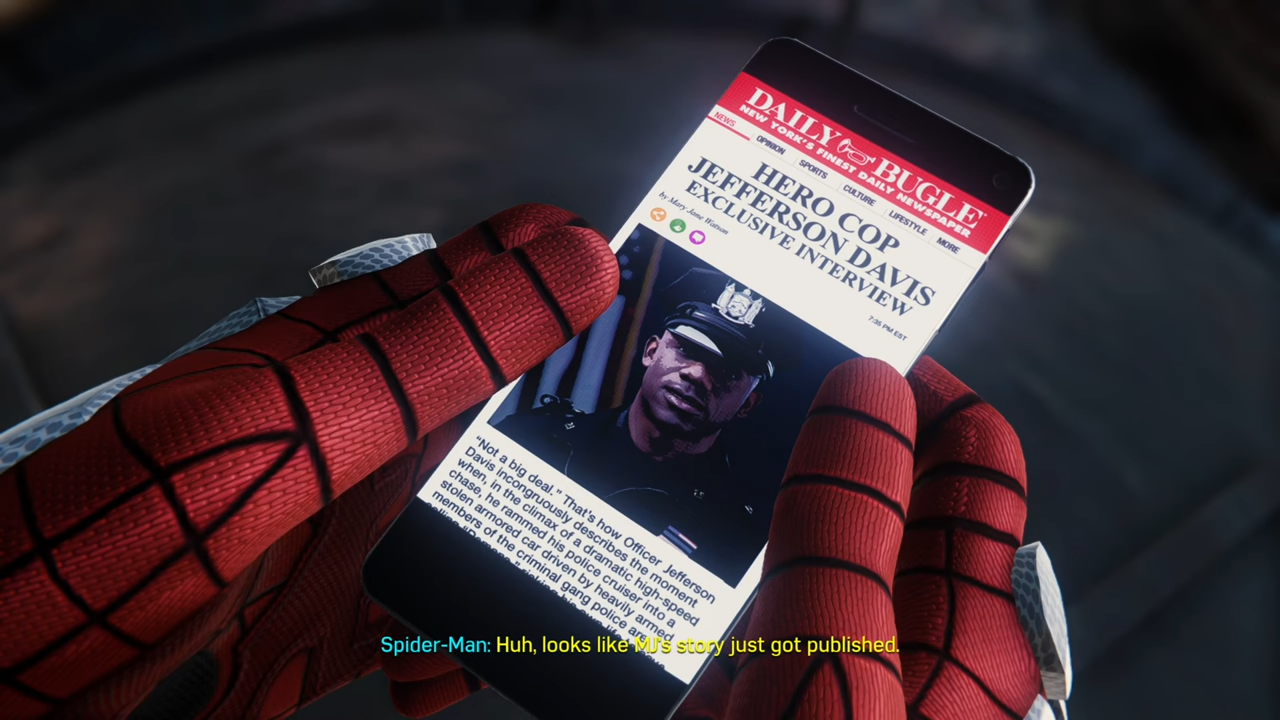 DAILY BUGLE
NEW YORK'S FINEST DAILY NEWSPAPER
NEWS OPINION SPORTS CULTURE LIFESTYLE MORE
HERO COP
JEFFERSON DAVIS
EXCLUSIVE INTERVIEW
by Mary Jane Watson
7:35 PM EST
"Not a big deal." That's how Officer Jefferson
Davis incongruously describes the moment
when, in the climax of a dramatic high-speed
chase, he rammed his police cruiser into a
stolen armored car driven by heavily armed
members of the criminal gang police are
Spider-Man: Huh, looks like MJ's story just got published.